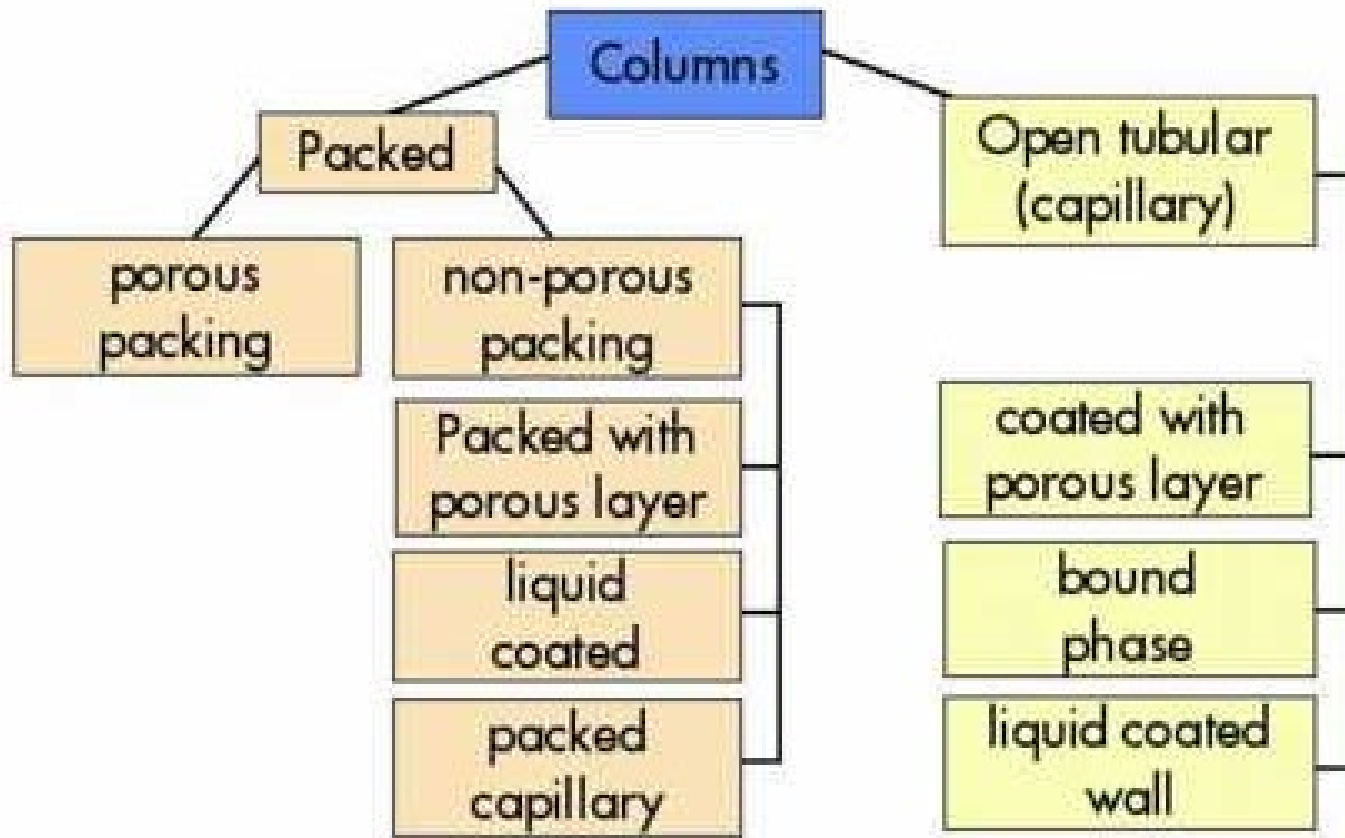 Columns
Packed
Open tubular
(capillary)
porous
packing
non-porous
packing
Packed with
porous layer
liquid
coated
packed
capillary
coated with
porous layer
bound
phase
liquid coated
wall